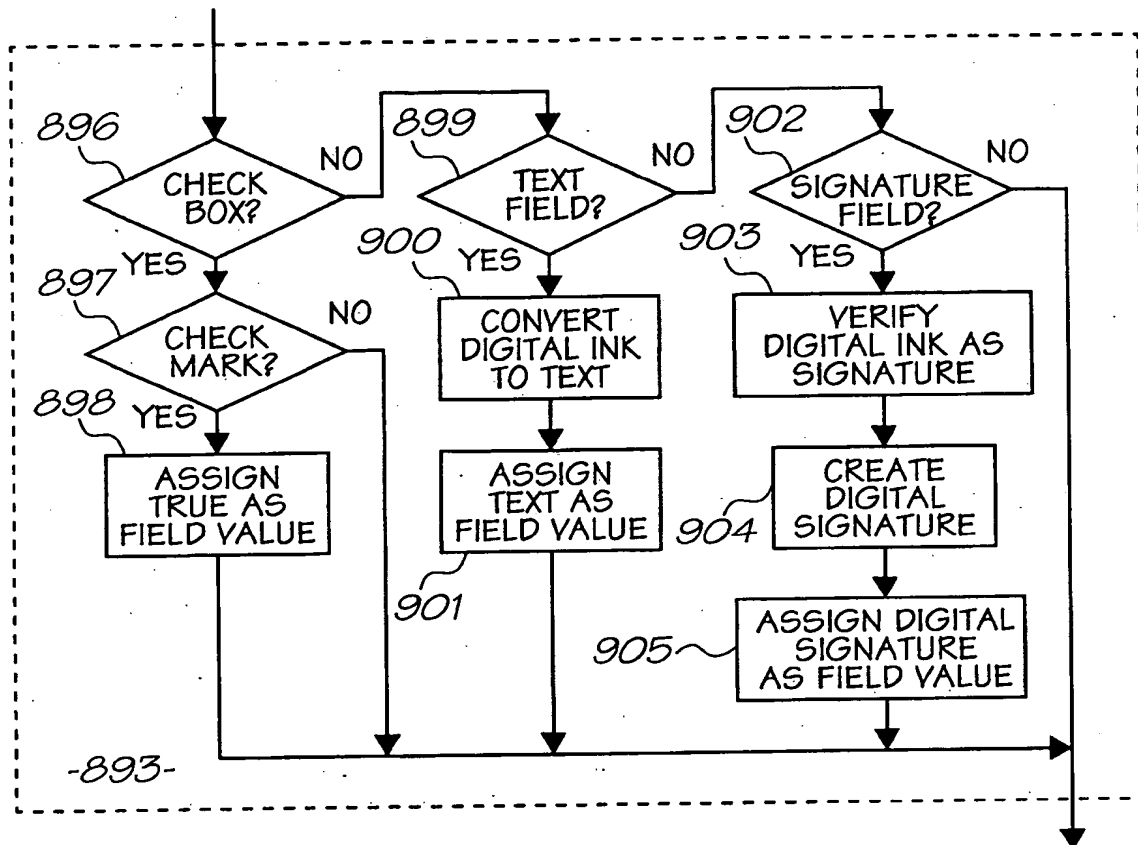 896
CHECK
BOX?
NO
YES
897
CHECK
MARK?
NO
YES
898
ASSIGN
TRUE AS
FIELD VALUE
899
TEXT
FIELD?
NO
YES
900
CONVERT
DIGITAL INK
TO TEXT
ASSIGN
TEXT AS
FIELD VALUE
901
902
SIGNATURE
FIELD?
NO
YES
903
VERIFY
DIGITAL INK AS
SIGNATURE
CREATE
DIGITAL
SIGNATURE
904
ASSIGN DIGITAL
SIGNATURE
AS FIELD VALUE
905
-893-